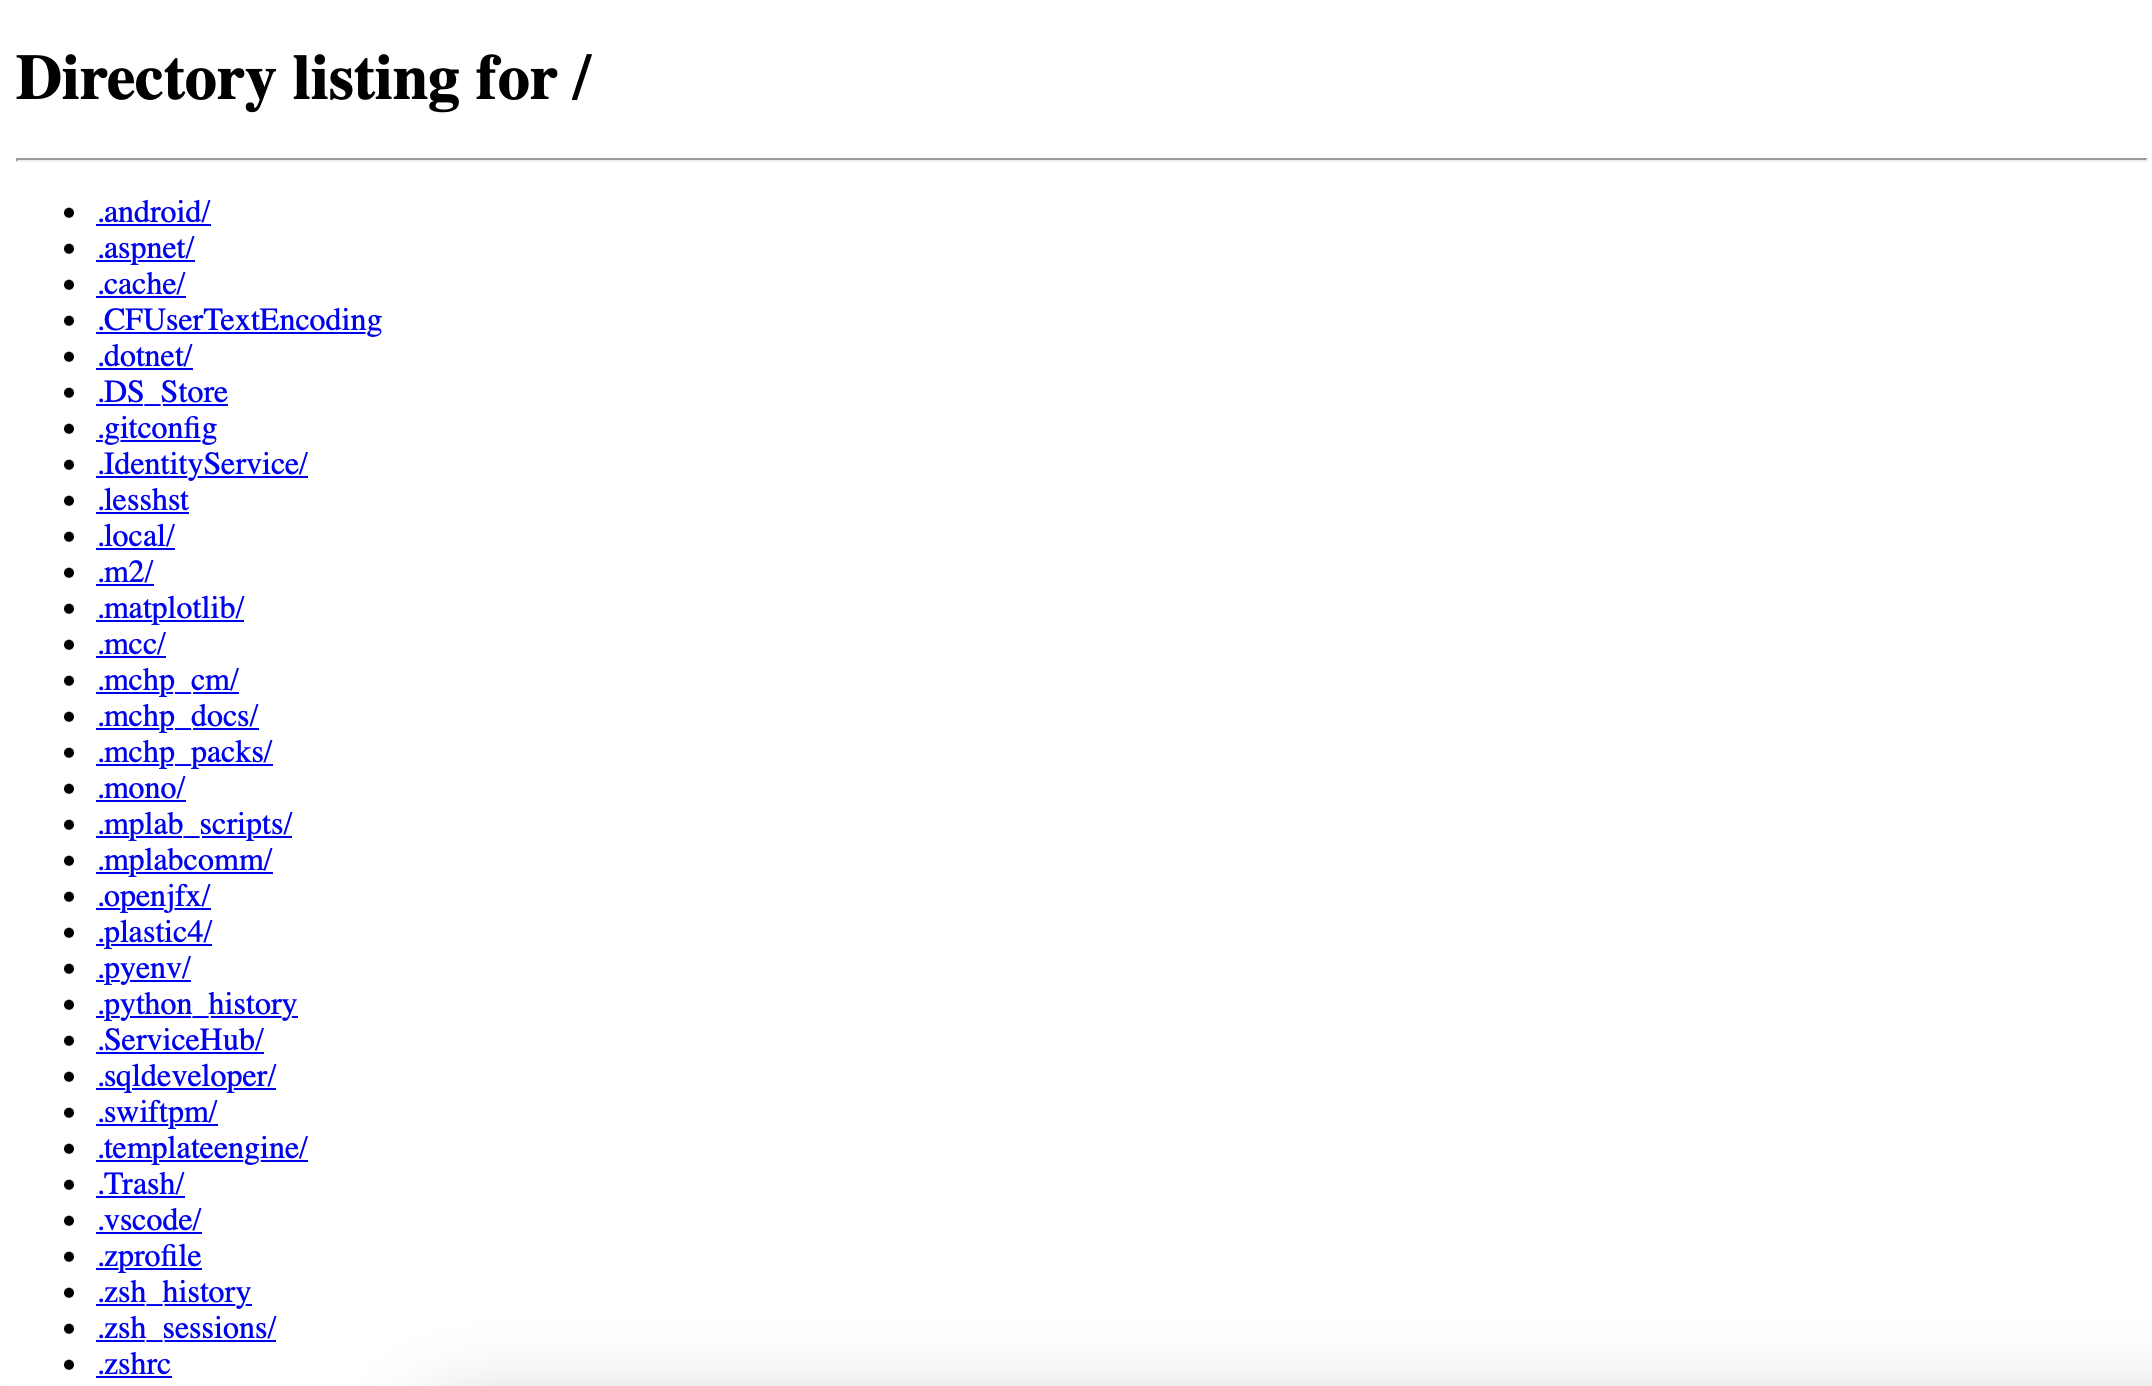 Directory listing for /
.android/
.aspnet/
.cache/
.CFUserTextEncoding
.dotnet/
.DS_Store
.gitconfig
.IdentityService/
.lesshst
.local/
.m2/
.matplotlib/
.mcc/
.mchp_cm/
.mchp_docs/
.mchp_packs/
.mono/
.mplab_scripts/
.mplabcomm/
.openjfx/
.plastic4/
.pyenv/
.python_history
.ServiceHub/
.sqldeveloper/
.swiftpm/
.templateengine/
.Trash/
.vscode/
.zprofile
.zsh_history
.zsh_sessions/
.zshrc